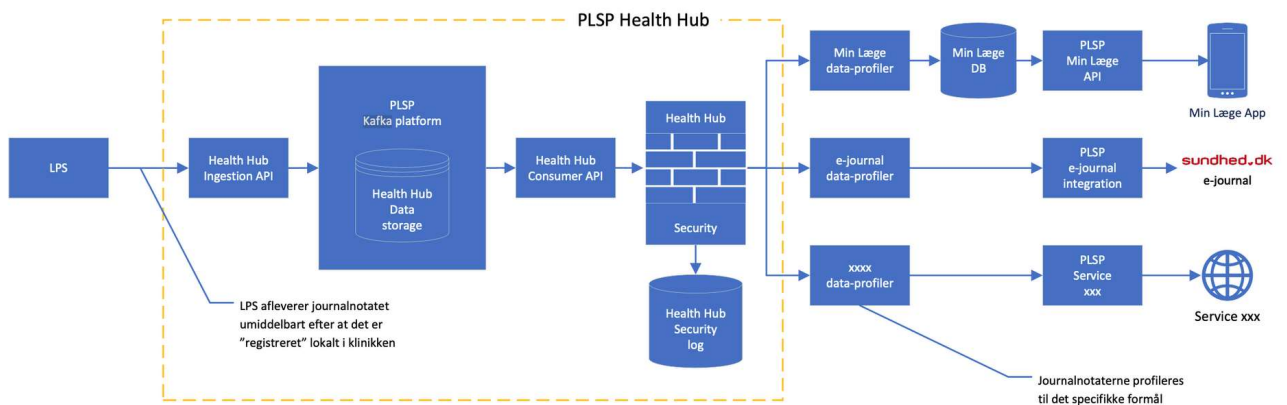 PLSP Health Hub
LPS
Health Hub
Ingestion API
PLSP
Kafka platform
Health Hub
Data
storage
Health Hub
Consumer API
Health Hub
Security
Health Hub
Security
log
Min Læge
data-profiler
Min Læge
DB
PLSP
Min Læge
API
Min Læge App
e-journal
data-profiler
PLSP
e-journal
integration
sundhed.dk
e-journal
xxxx
data-profiler
PLSP
Service
xxx
Service xxx
LPS afleverer journalnotatet
umiddelbart efter at det er
”registreret” lokalt i klinikken
Journalnotaterne profileres
til det specifikke formål